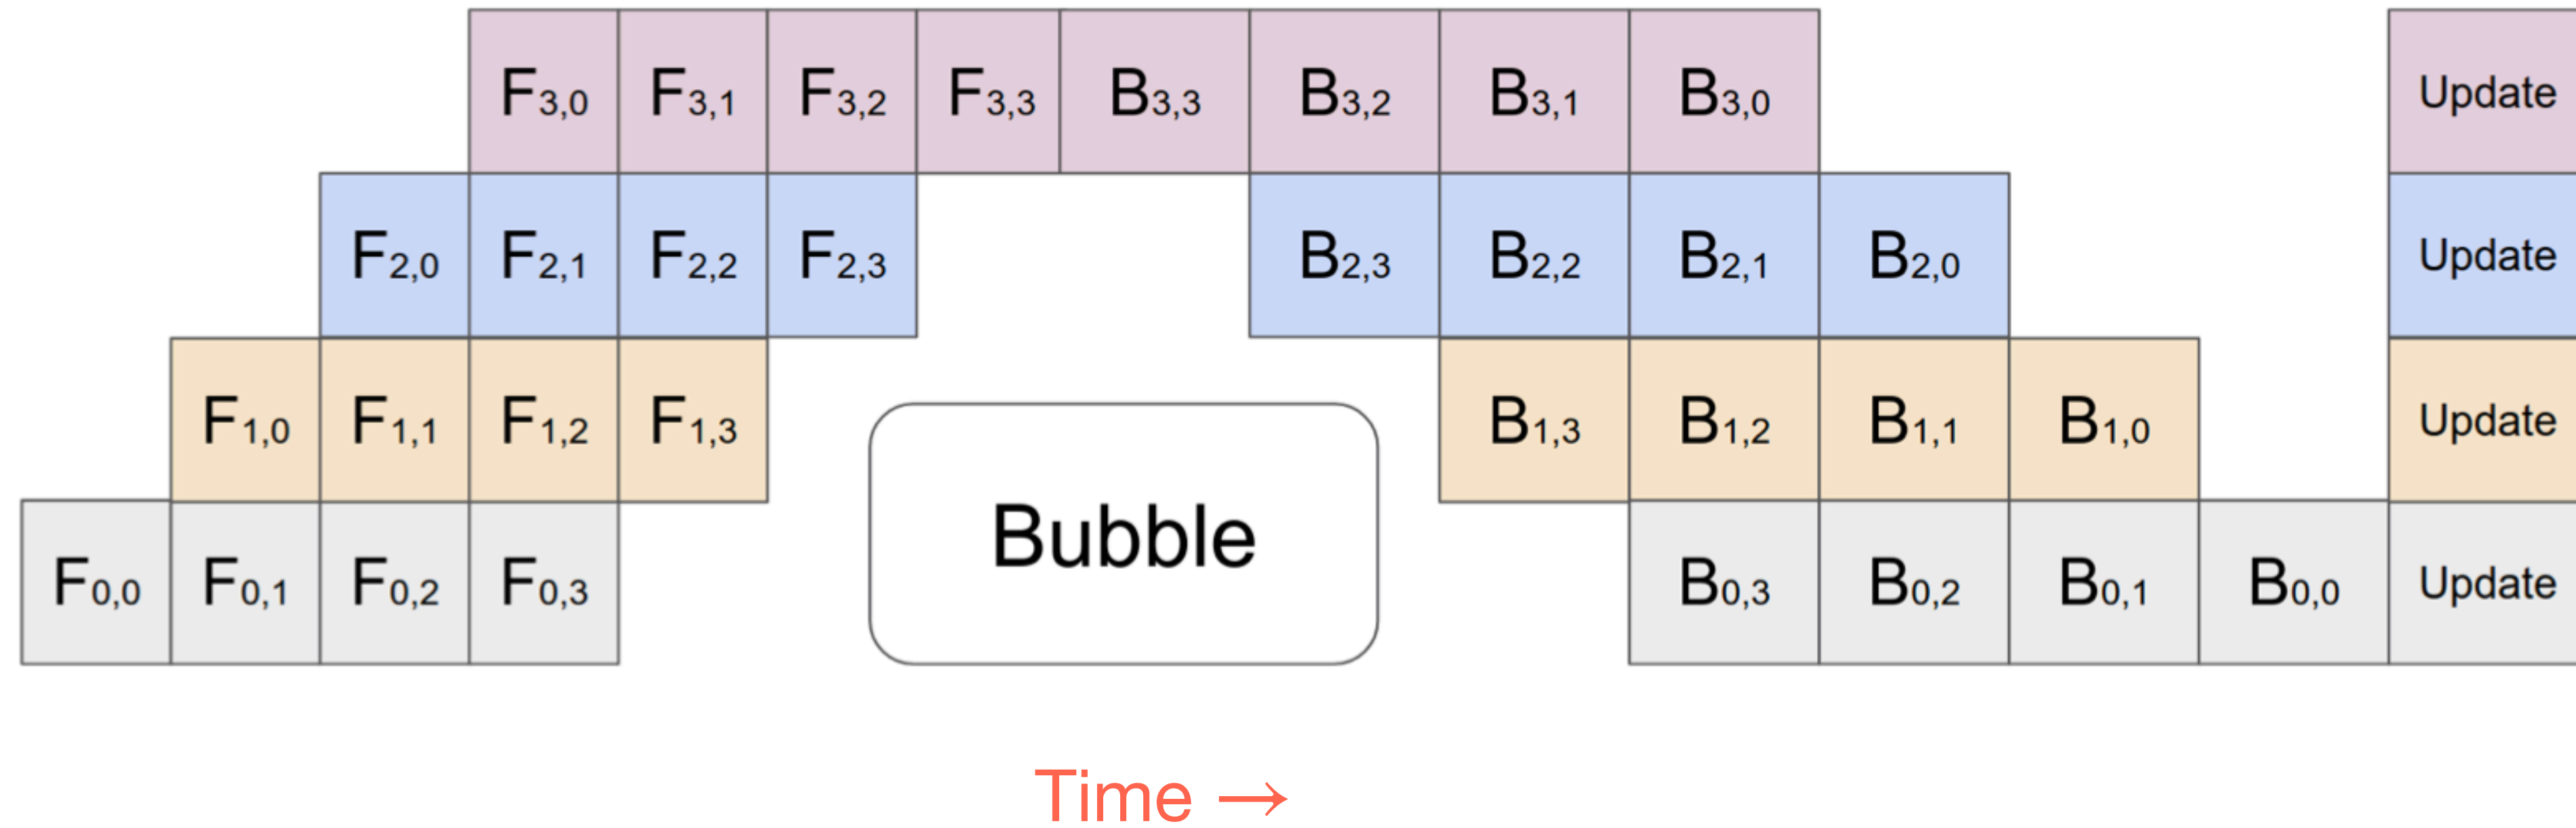 F3,0 F3,1 F3,2 F3,3 B3,3 B3,2 B3,1 B3,0 Update
F2,0 F2,1 F2,2 F2,3 B2,3 B2,2 B2,1 B2,0 Update
F1,0 F1,1 F1,2 F1,3 B1,3 B1,2 B1,1 B1,0 Update
Bubble
F0,0 F0,1 F0,2 F0,3 B0,3 B0,2 B0,1 B0,0 Update
Time →